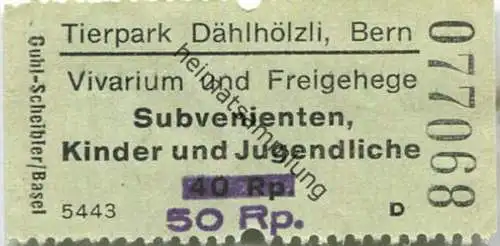 Tierpark Dählhölzli, Bern
Vivarium und Freigehege
Subvenienten,
Kinder und Jugendliche
40 Rp.
50 Rp.
5443
D
Guhl-Scheibler/Basel
077068
heimatsammlung